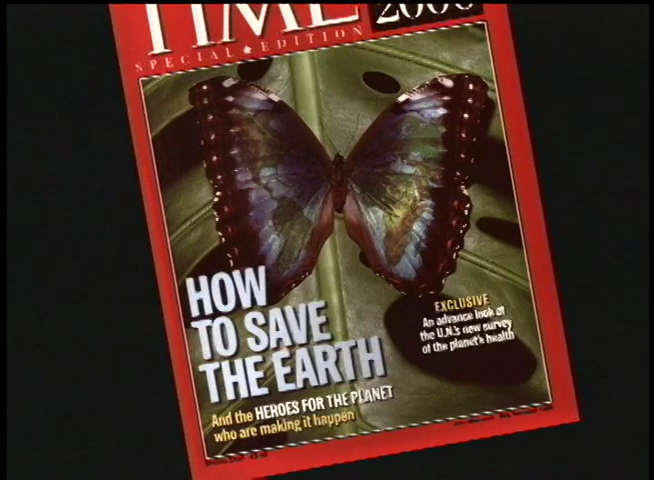 TIME
2000
SPECIAL EDITION
HOW
TO SAVE
THE EARTH
And the HEROES FOR THE PLANET
who are making it happen
EXCLUSIVE
An advance look at
the U.N.'s new survey
of the planet's health